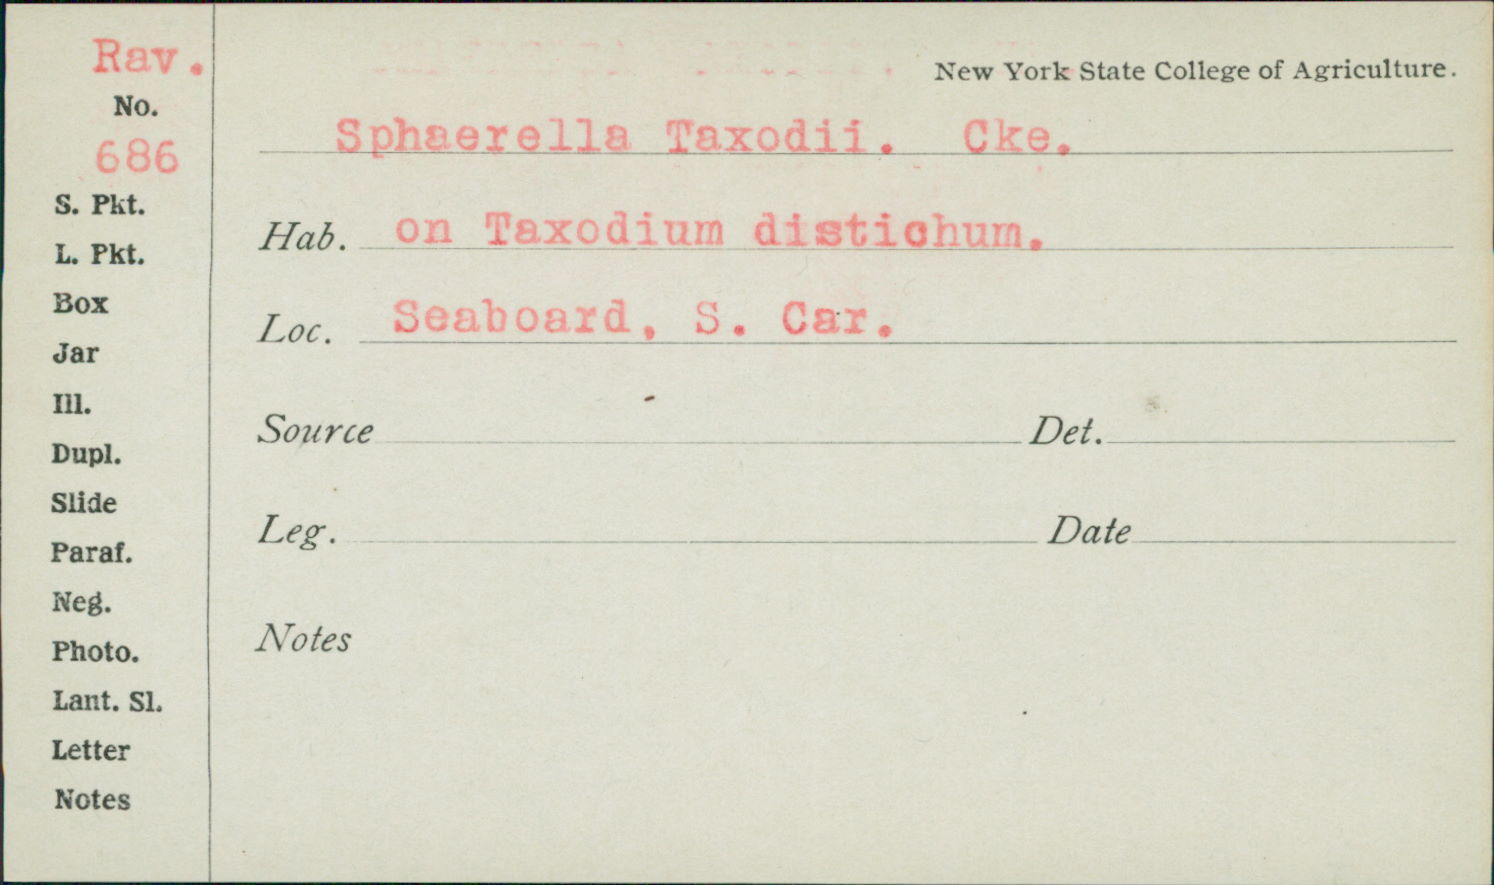 Rav.
No.
686
S. Pkt.
L. Pkt.
Box
Jar
Ill.
Dupl.
Slide
Paraf.
Neg.
Photo.
Lant. Sl.
Letter
Notes
New York State College of Agriculture.
Sphaerella Taxodii. Cke.
Hab. on Taxodium distichum.
Loc. Seaboard, S. Car.
Source Det.
Leg. Date
Notes